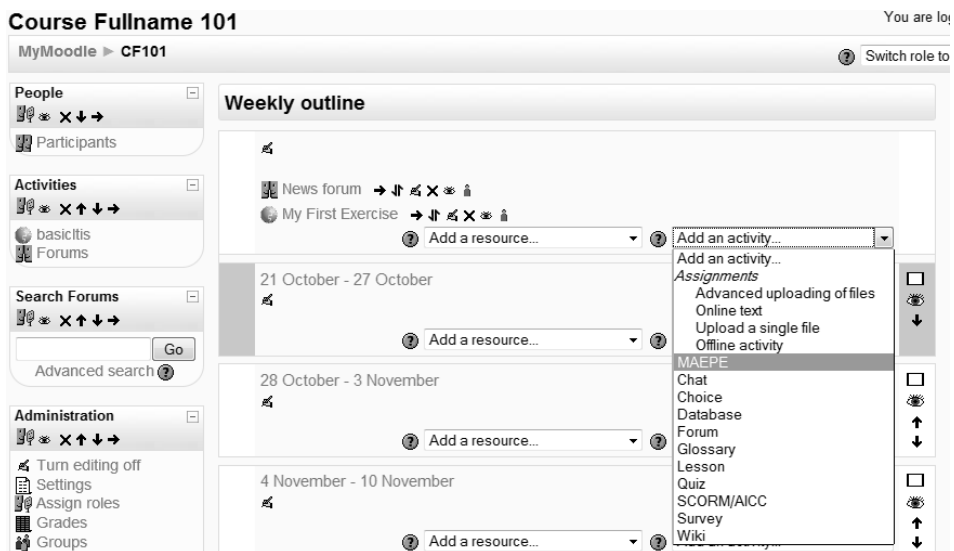 Course Fullname 101
You are lo
MyMoodle ► CF101
Switch role to
People
Participants
Activities
basicltis
Forums
Search Forums
Go
Advanced search
Administration
Turn editing off
Settings
Assign roles
Grades
Groups
Weekly outline
News forum
My First Exercise
Add a resource...
Add an activity...
Add an activity...
Assignments
Advanced uploading of files
Online text
Upload a single file
Offline activity
MAEPE
Chat
Choice
Database
Forum
Glossary
Lesson
Quiz
SCORM/AICC
Survey
Wiki
21 October - 27 October
Add a resource...
28 October - 3 November
Add a resource...
4 November - 10 November
Add a resource...